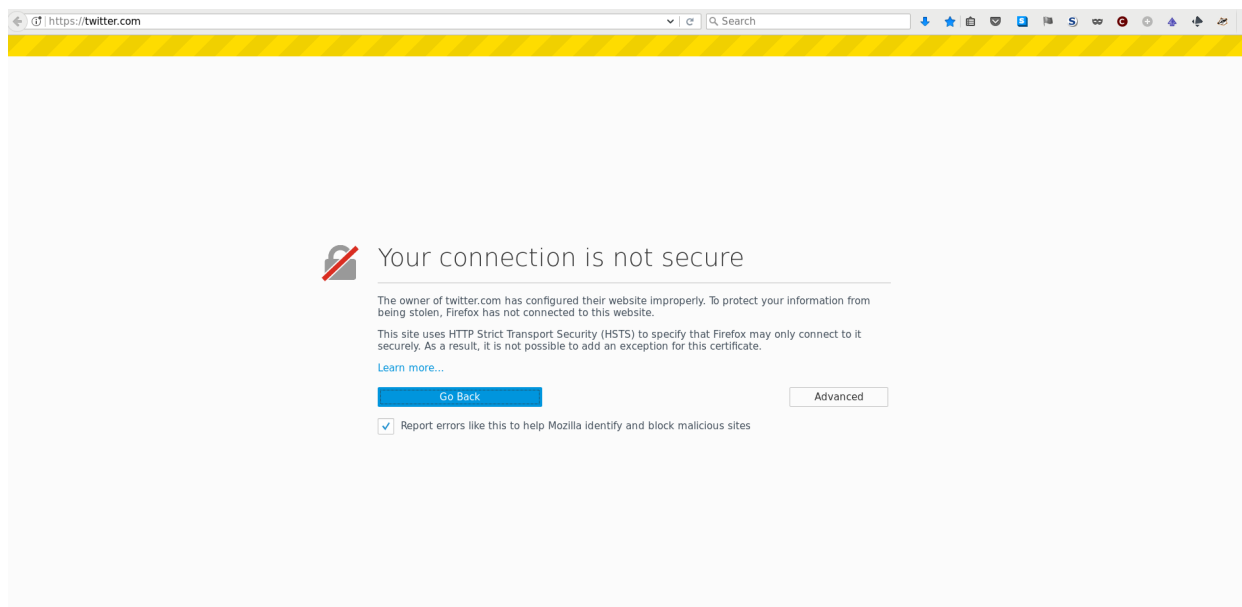 https://twitter.com
Search
S
S
C
Your connection is not secure
The owner of twitter.com has configured their website improperly. To protect your information from
being stolen, Firefox has not connected to this website.
This site uses HTTP Strict Transport Security (HSTS) to specify that Firefox may only connect to it
securely. As a result, it is not possible to add an exception for this certificate.
Learn more...
Go Back
Advanced
Report errors like this to help Mozilla identify and block malicious sites